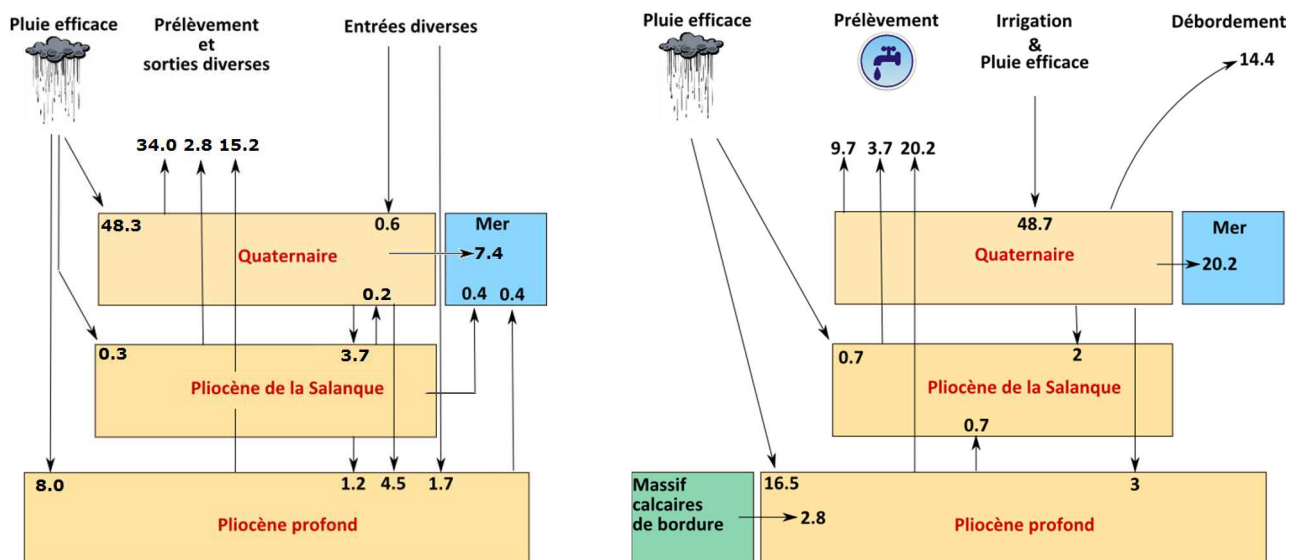 Pluie efficace
Prélèvement
et
sorties diverses
Entrées diverses
34.0 2.8 15.2
48.3
0.6
Mer
Quaternaire
7.4
0.2
0.4
0.4
0.3
3.7
Pliocène de la Salanque
8.0
1.2
4.5
1.7
Pliocène profond
Pluie efficace
Prélèvement
Irrigation
&
Pluie efficace
Débordement
14.4
9.7 3.7 20.2
48.7
Mer
Quaternaire
20.2
0.7
2
Pliocène de la Salanque
0.7
Massif
calcaires
de bordure
16.5
3
2.8
Pliocène profond